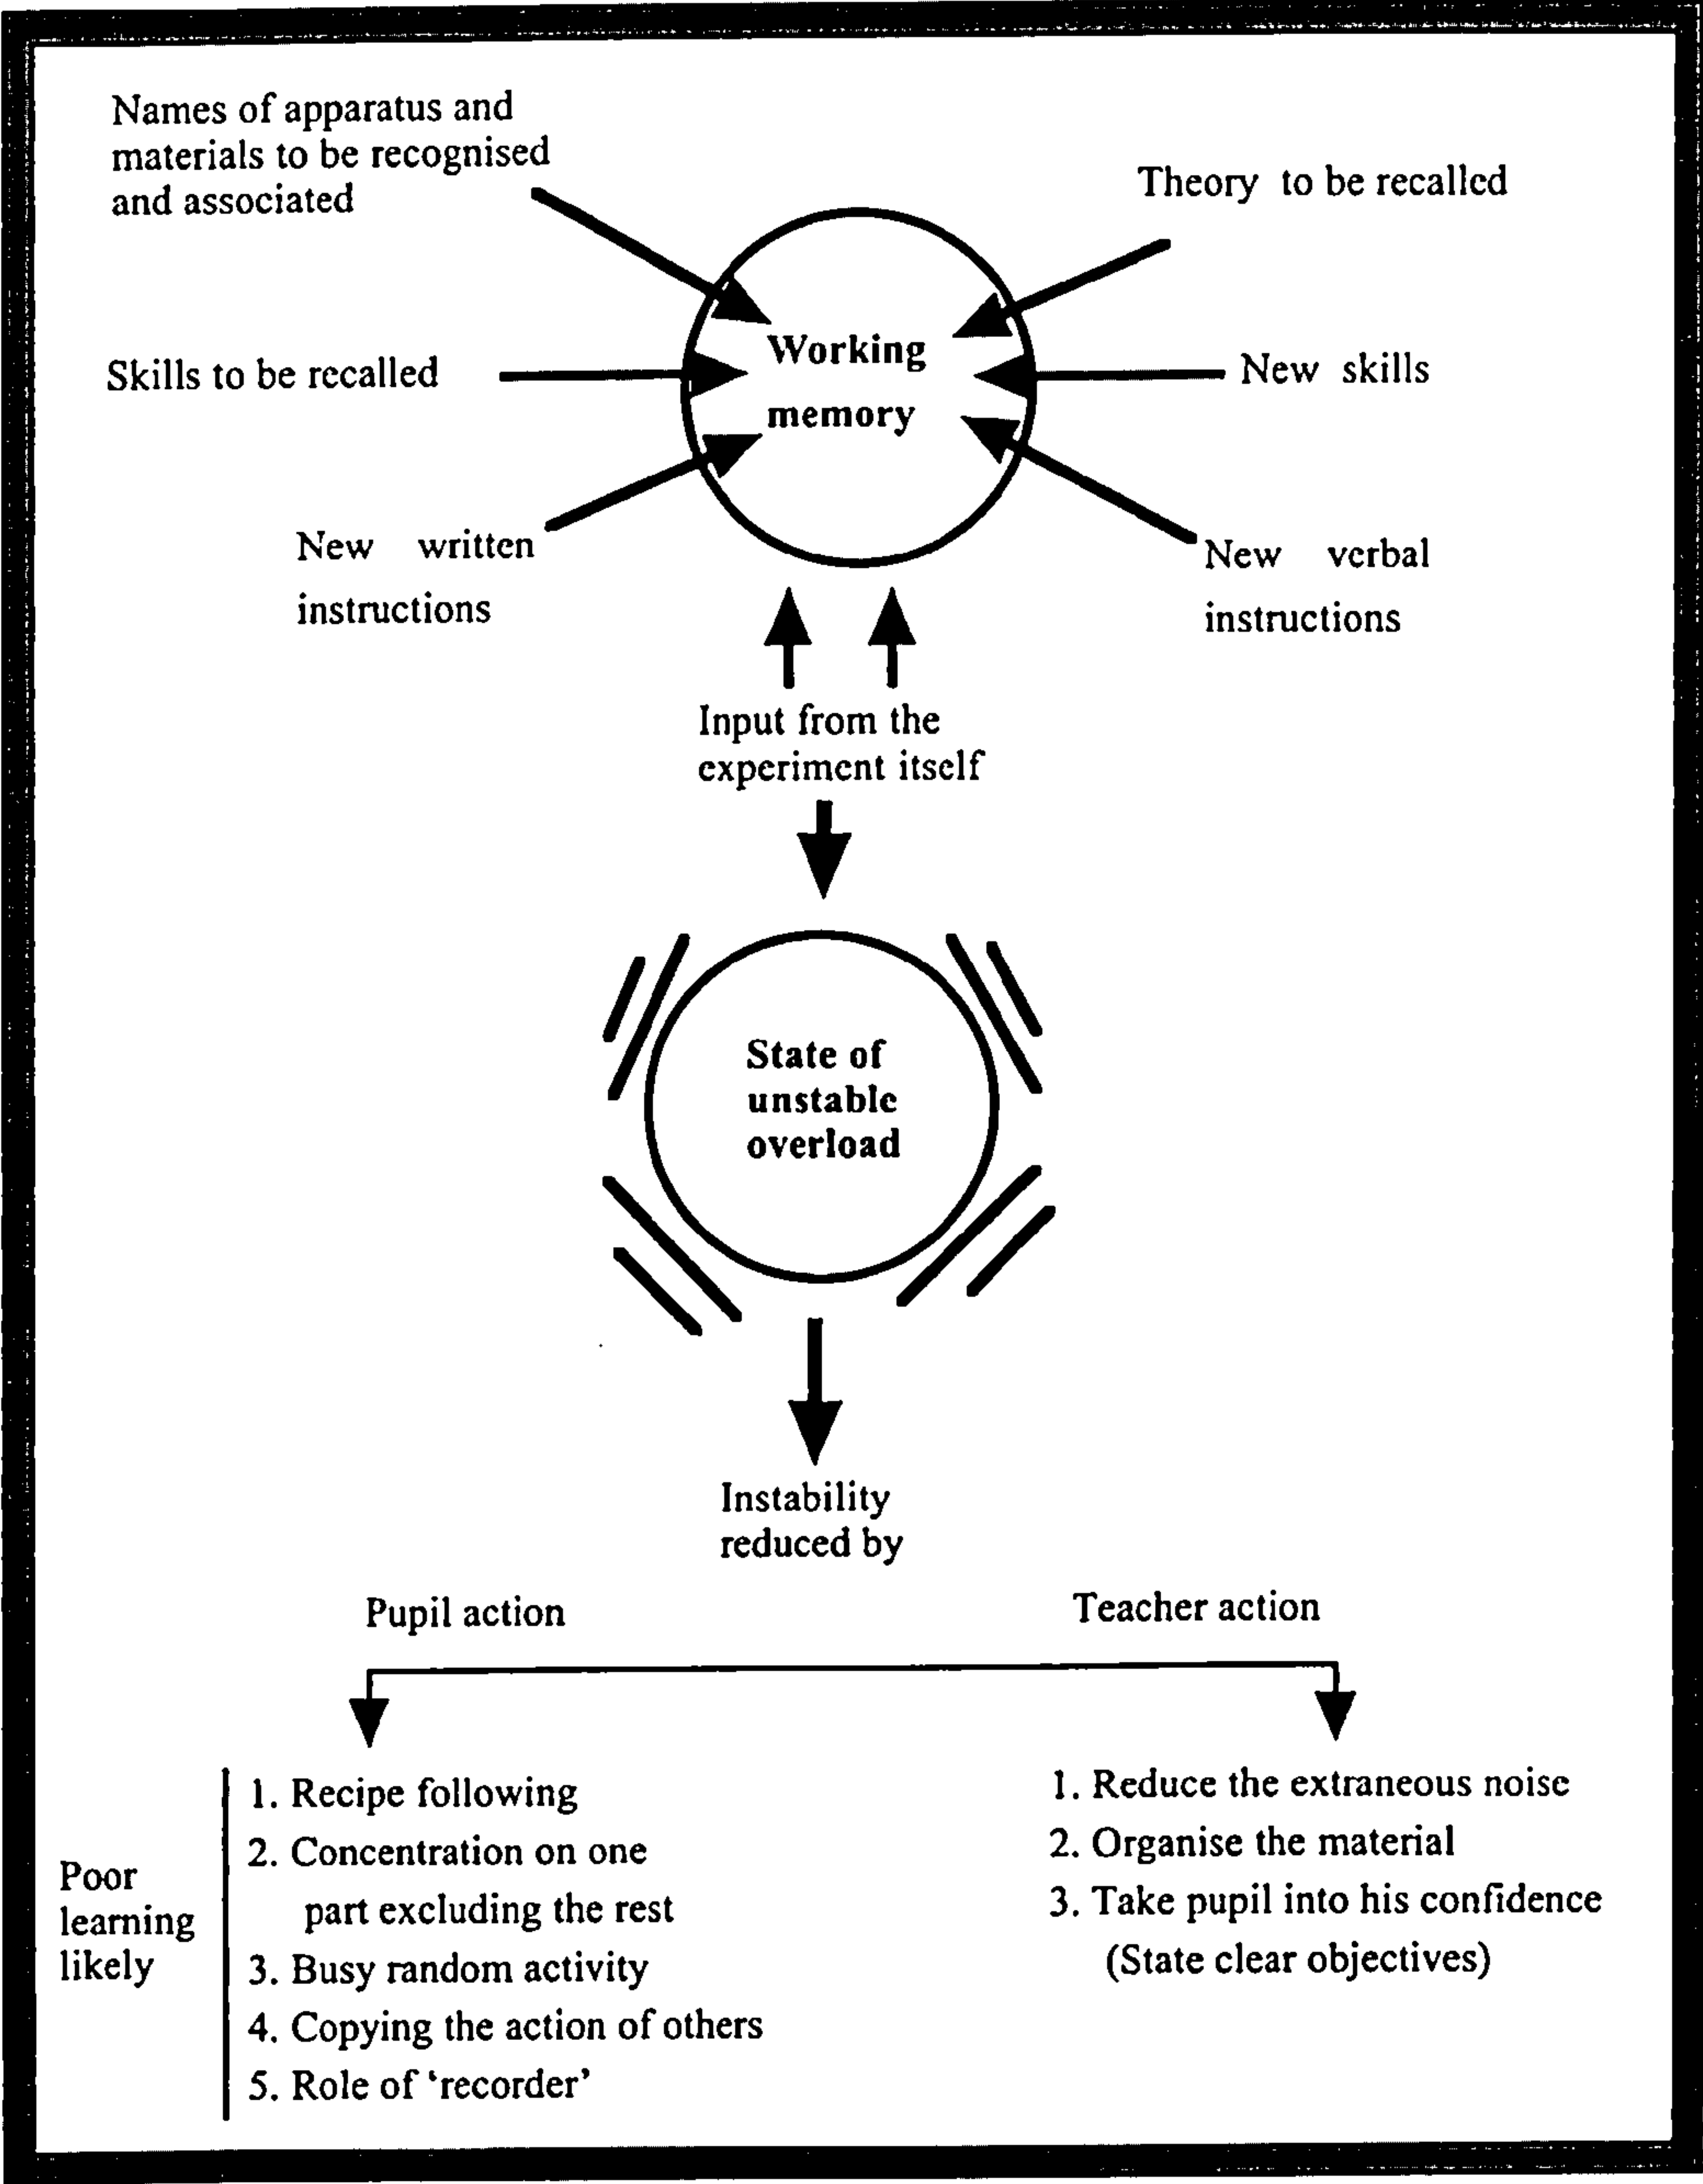 Names of apparatus and
materials to be recognised
and associated
Theory to be recalled
Working
memory
Skills to be recalled
New skills
New written
instructions
New verbal
instructions
Input from the
experiment itself
State of
unstable
overload
Instability
reduced by
Pupil action
Teacher action
Poor
learning
likely
1. Recipe following
2. Concentration on one
part excluding the rest
3. Busy random activity
4. Copying the action of others
5. Role of ‘recorder’
1. Reduce the extraneous noise
2. Organise the material
3. Take pupil into his confidence
(State clear objectives)